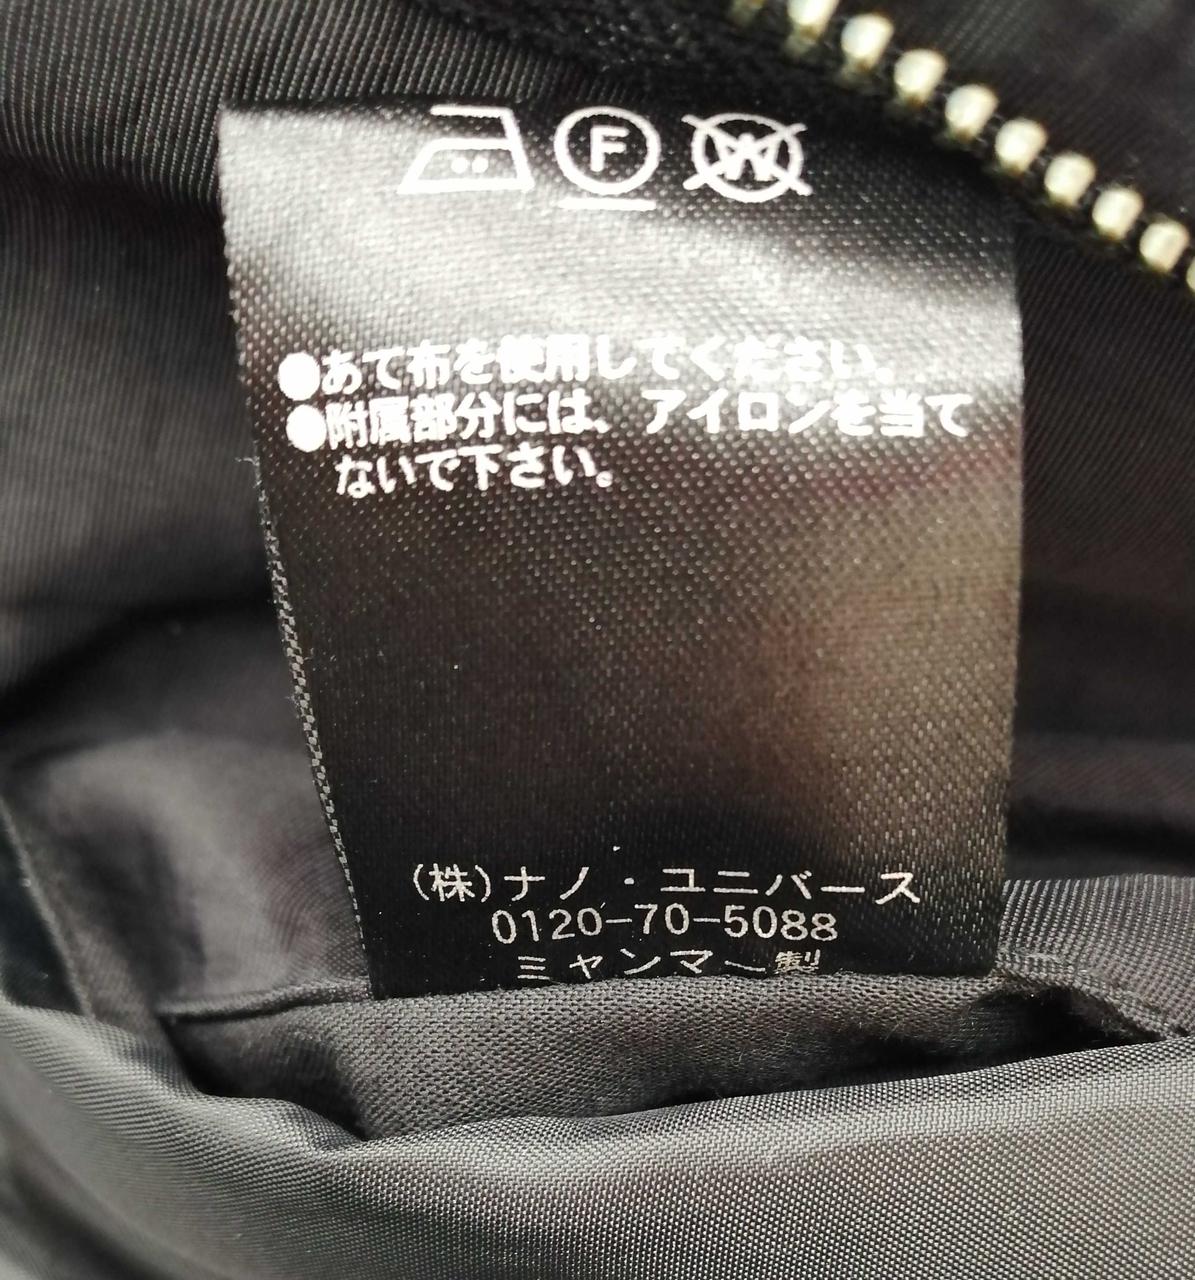 F W
●あて布を使用してください。
●附属部分には、アイロンを当て
ないで下さい。
(株)ナノ・ユニバース
0120-70-5088
ミャンマー製